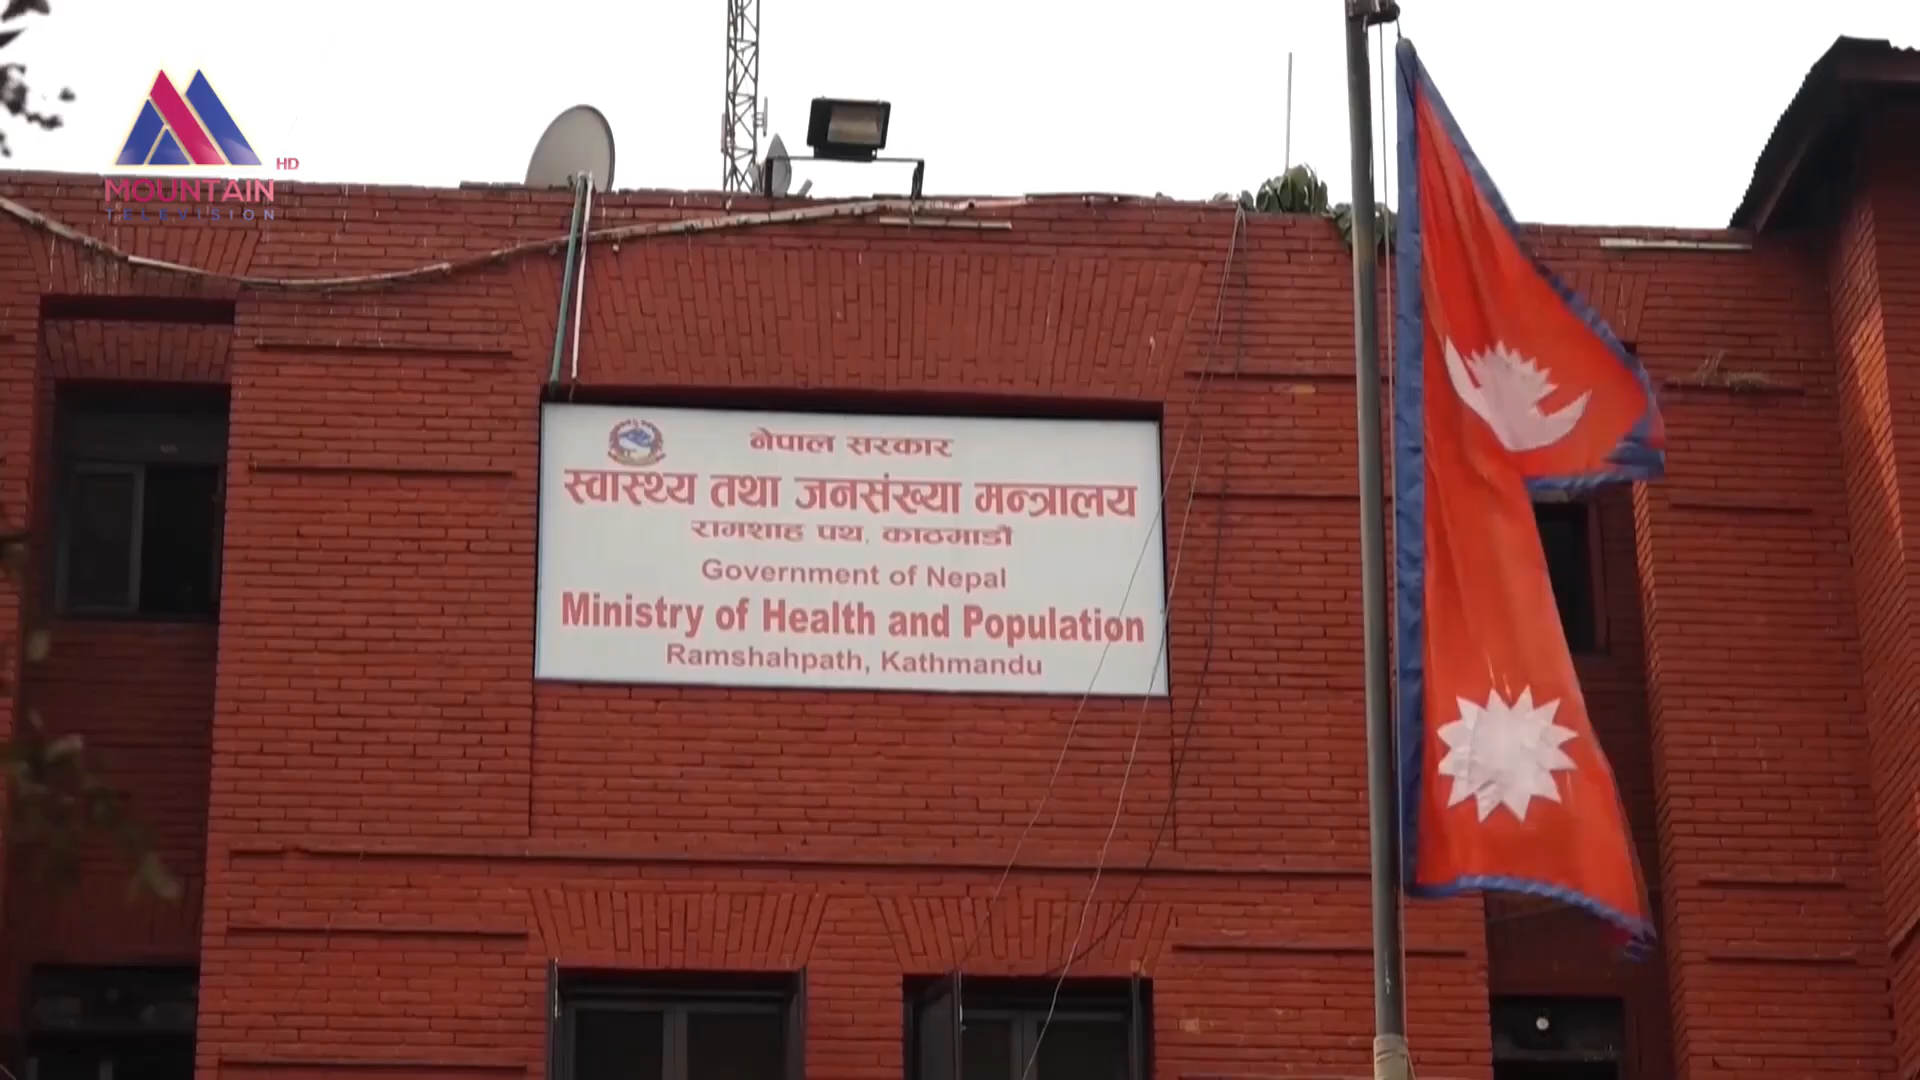 HD
MOUNTAIN
TELEVISION
नेपाल सरकार
स्वास्थ्य तथा जनसंख्या मन्त्रालय
रामशाह पथ, काठमाडौं
Government of Nepal
Ministry of Health and Population
Ramshahpath, Kathmandu